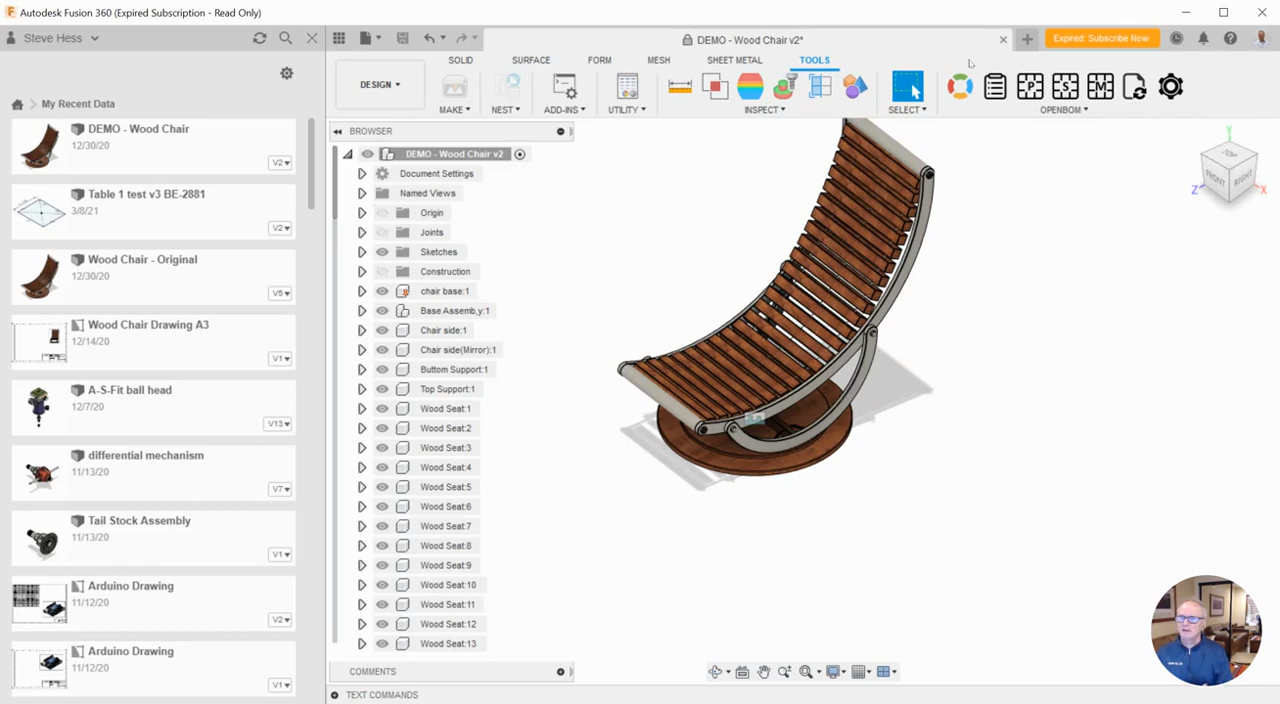 Autodesk Fusion 360 (Expired Subscription - Read Only)
Steve Hess
DEMO - Wood Chair v2*
Expired: Subscribe Now
SOLID SURFACE FORM MESH SHEET METAL TOOLS
DESIGN
MAKE NEST ADD-INS UTILITY INSPECT SELECT OPENBOM
P S M
My Recent Data
DEMO - Wood Chair
12/30/20
V2
Table 1 test v3 BE-2881
3/8/21
V2
Wood Chair - Original
12/30/20
V5
Wood Chair Drawing A3
12/14/20
V1
A-S-Fit ball head
12/7/20
V13
differential mechanism
11/13/20
V7
Tail Stock Assembly
11/13/20
V1
Arduino Drawing
11/12/20
V2
Arduino Drawing
11/12/20
V1
BROWSER
DEMO - Wood Chair v2
Document Settings
Named Views
Origin
Joints
Sketches
Construction
chair base:1
Base Assemb,y:1
Chair side:1
Chair side(Mirror):1
Buttom Support:1
Top Support:1
Wood Seat:1
Wood Seat:2
Wood Seat:3
Wood Seat:4
Wood Seat:5
Wood Seat:6
Wood Seat:7
Wood Seat:8
Wood Seat:9
Wood Seat:10
Wood Seat:11
Wood Seat:12
Wood Seat:13
COMMENTS
TEXT COMMANDS
Y
TOP
FRONT RIGHT
Z X